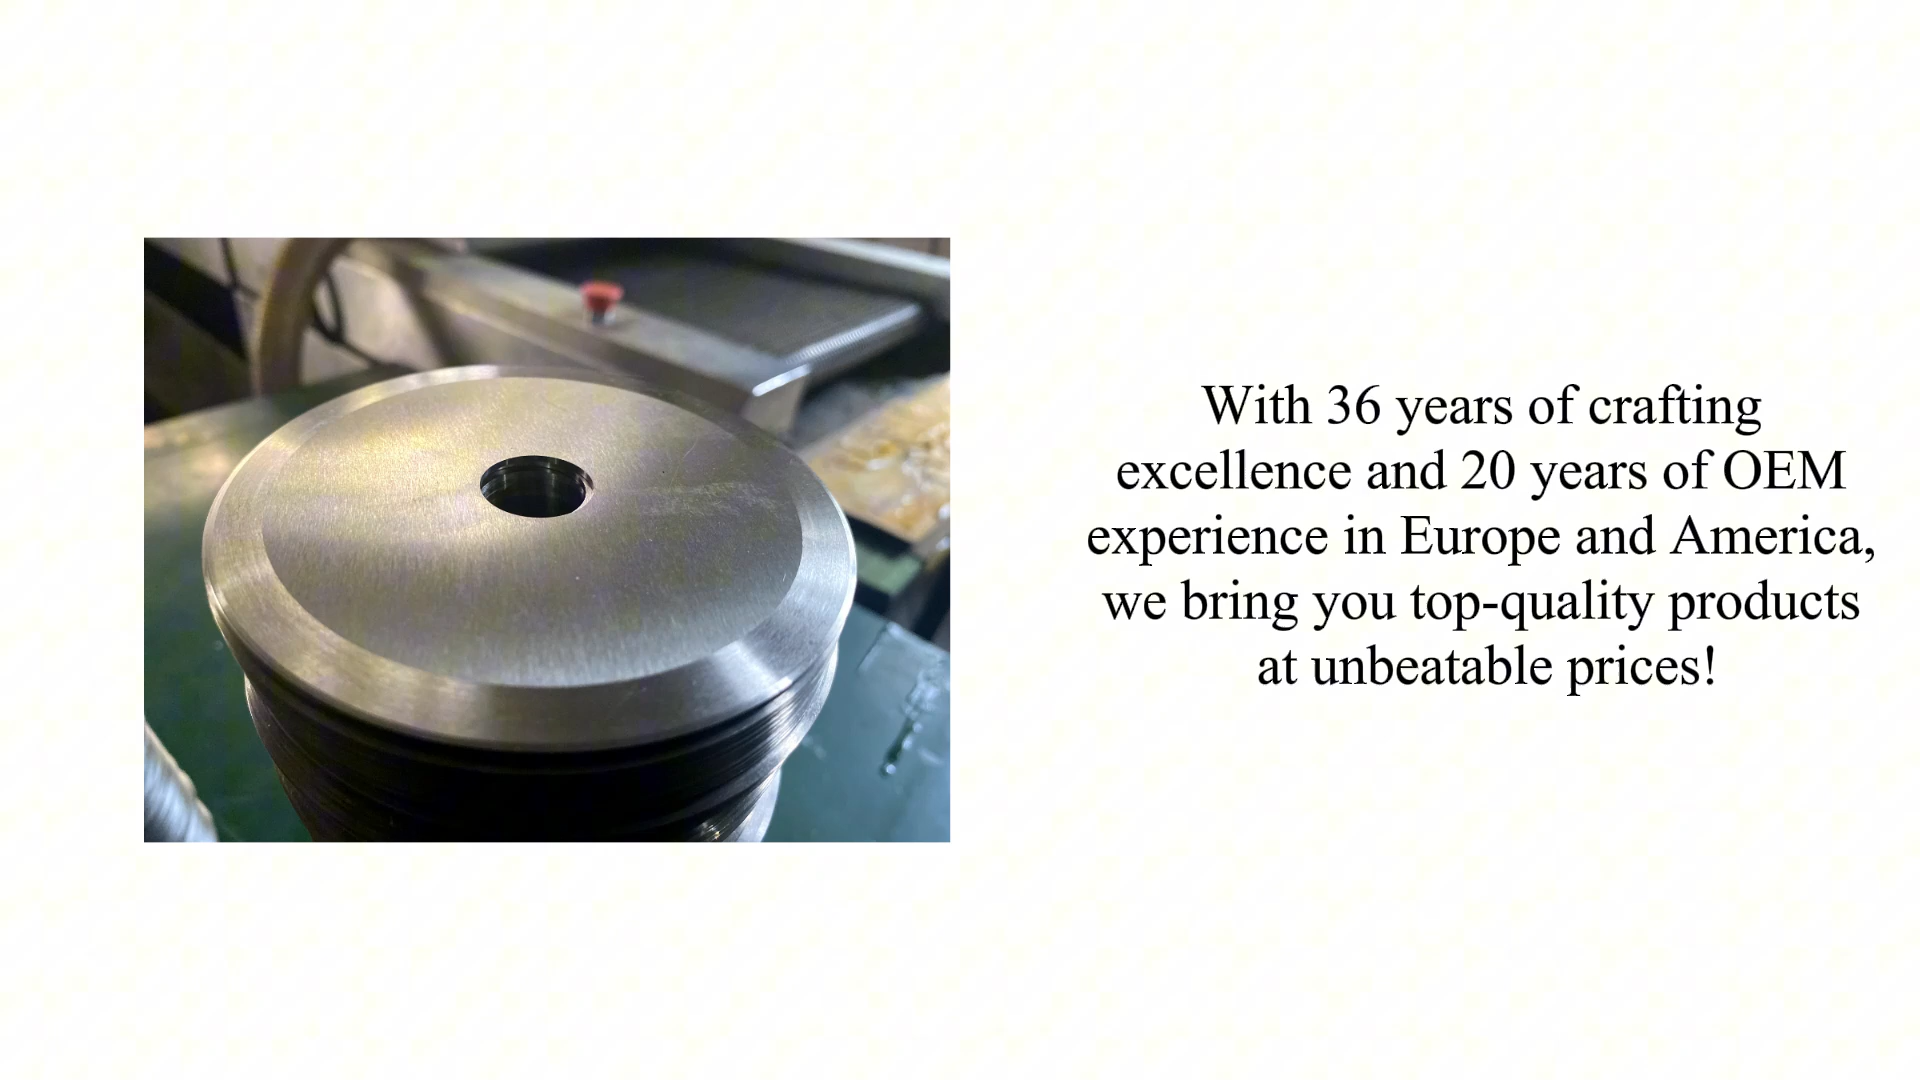 With 36 years of crafting
excellence and 20 years of OEM
experience in Europe and America,
we bring you top-quality products
at unbeatable prices!